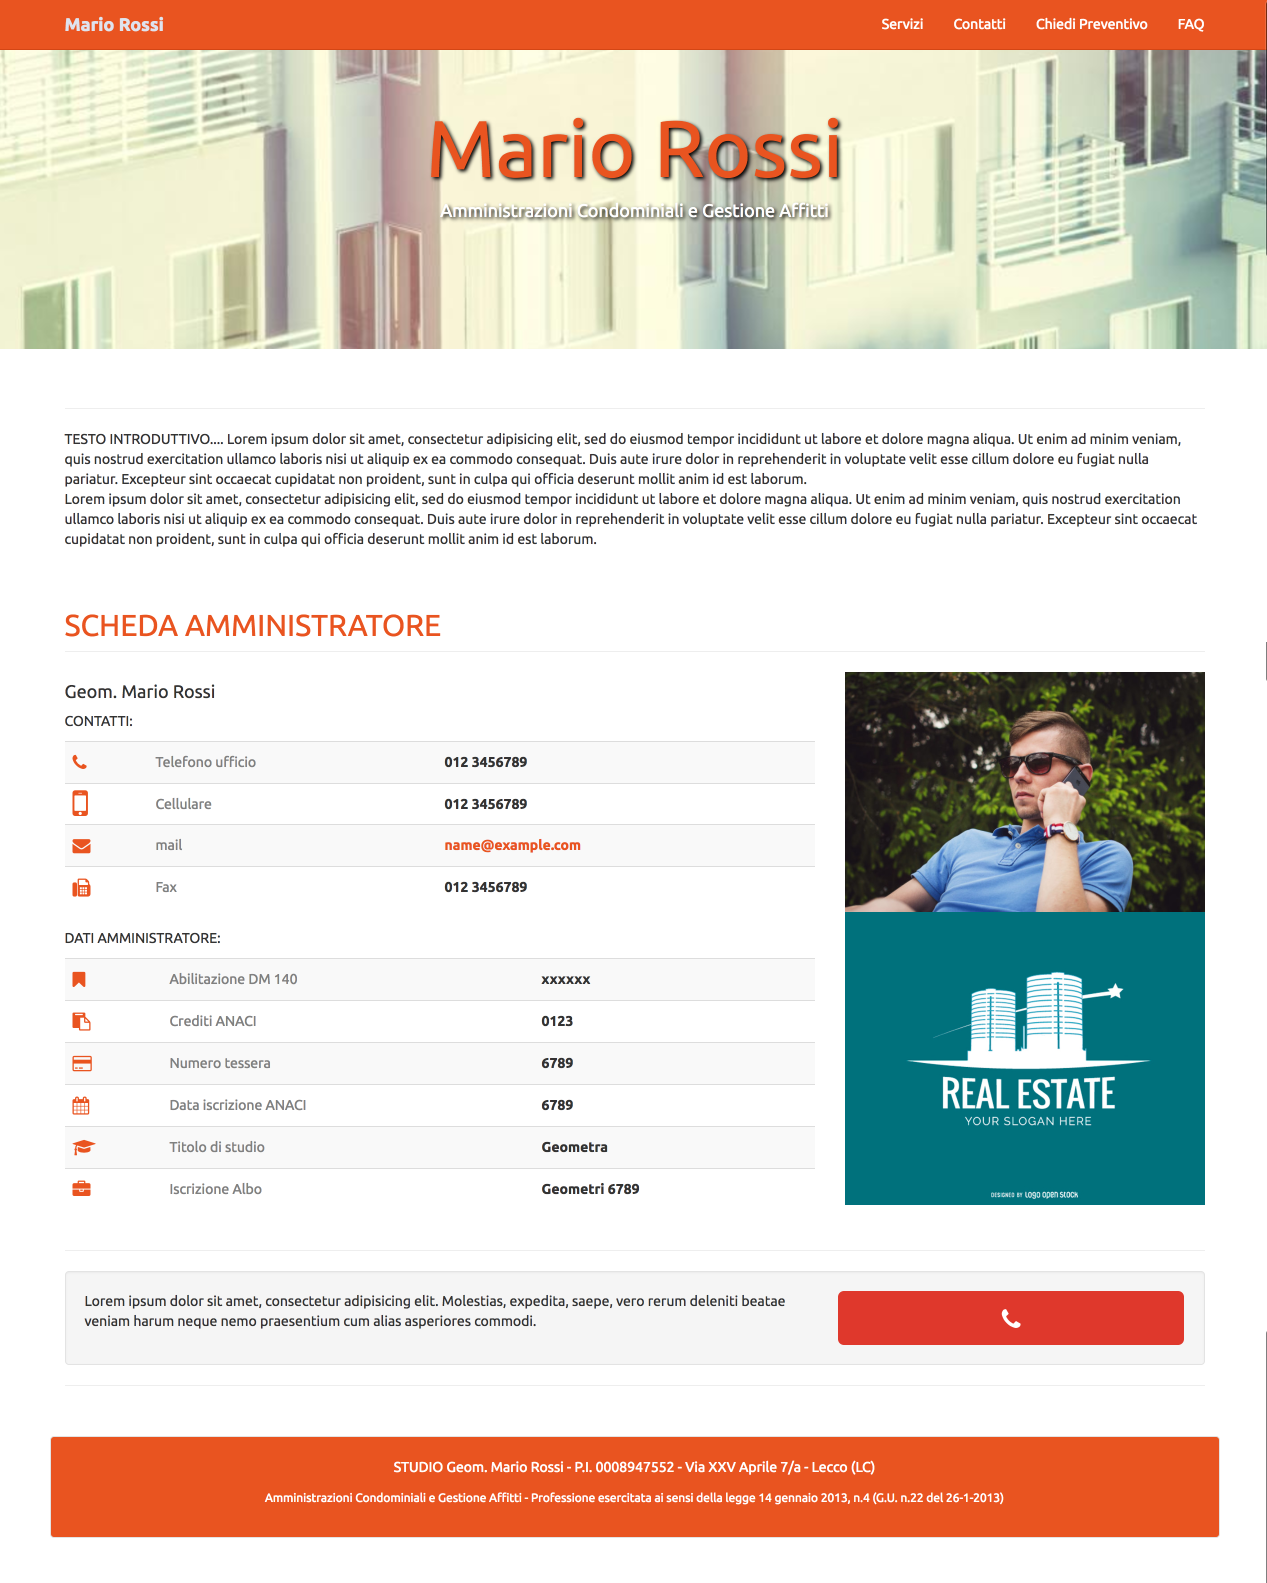 Mario Rossi
Servizi
Contatti
Chiedi Preventivo
FAQ
Mario Rossi
Amministrazioni Condominiali e Gestione Affitti
TESTO INTRODUTTIVO.... Lorem ipsum dolor sit amet, consectetur adipisicing elit, sed do eiusmod tempor incididunt ut labore et dolore magna aliqua. Ut enim ad minim veniam,
quis nostrud exercitation ullamco laboris nisi ut aliquip ex ea commodo consequat. Duis aute irure dolor in reprehenderit in voluptate velit esse cillum dolore eu fugiat nulla
pariatur. Excepteur sint occaecat cupidatat non proident, sunt in culpa qui officia deserunt mollit anim id est laborum.
Lorem ipsum dolor sit amet, consectetur adipisicing elit, sed do eiusmod tempor incididunt ut labore et dolore magna aliqua. Ut enim ad minim veniam, quis nostrud exercitation
ullamco laboris nisi ut aliquip ex ea commodo consequat. Duis aute irure dolor in reprehenderit in voluptate velit esse cillum dolore eu fugiat nulla pariatur. Excepteur sint occaecat
cupidatat non proident, sunt in culpa qui officia deserunt mollit anim id est laborum.
SCHEDA AMMINISTRATORE
Geom. Mario Rossi
CONTATTI:
Telefono ufficio 012 3456789
Cellulare 012 3456789
mail name@example.com
Fax 012 3456789
DATI AMMINISTRATORE:
Abilitazione DM 140 xxxxxx
Crediti ANACI 0123
Numero tessera 6789
Data iscrizione ANACI 6789
Titolo di studio Geometra
Iscrizione Albo Geometri 6789
REAL ESTATE
YOUR SLOGAN HERE
DESIGNED BY Logo open stock
Lorem ipsum dolor sit amet, consectetur adipisicing elit. Molestias, expedita, saepe, vero rerum deleniti beatae
veniam harum neque nemo praesentium cum alias asperiores commodi.
STUDIO Geom. Mario Rossi - P.I. 0008947552 - Via XXV Aprile 7/a - Lecco (LC)
Amministrazioni Condominiali e Gestione Affitti - Professione esercitata ai sensi della legge 14 gennaio 2013, n.4 (G.U. n.22 del 26-1-2013)